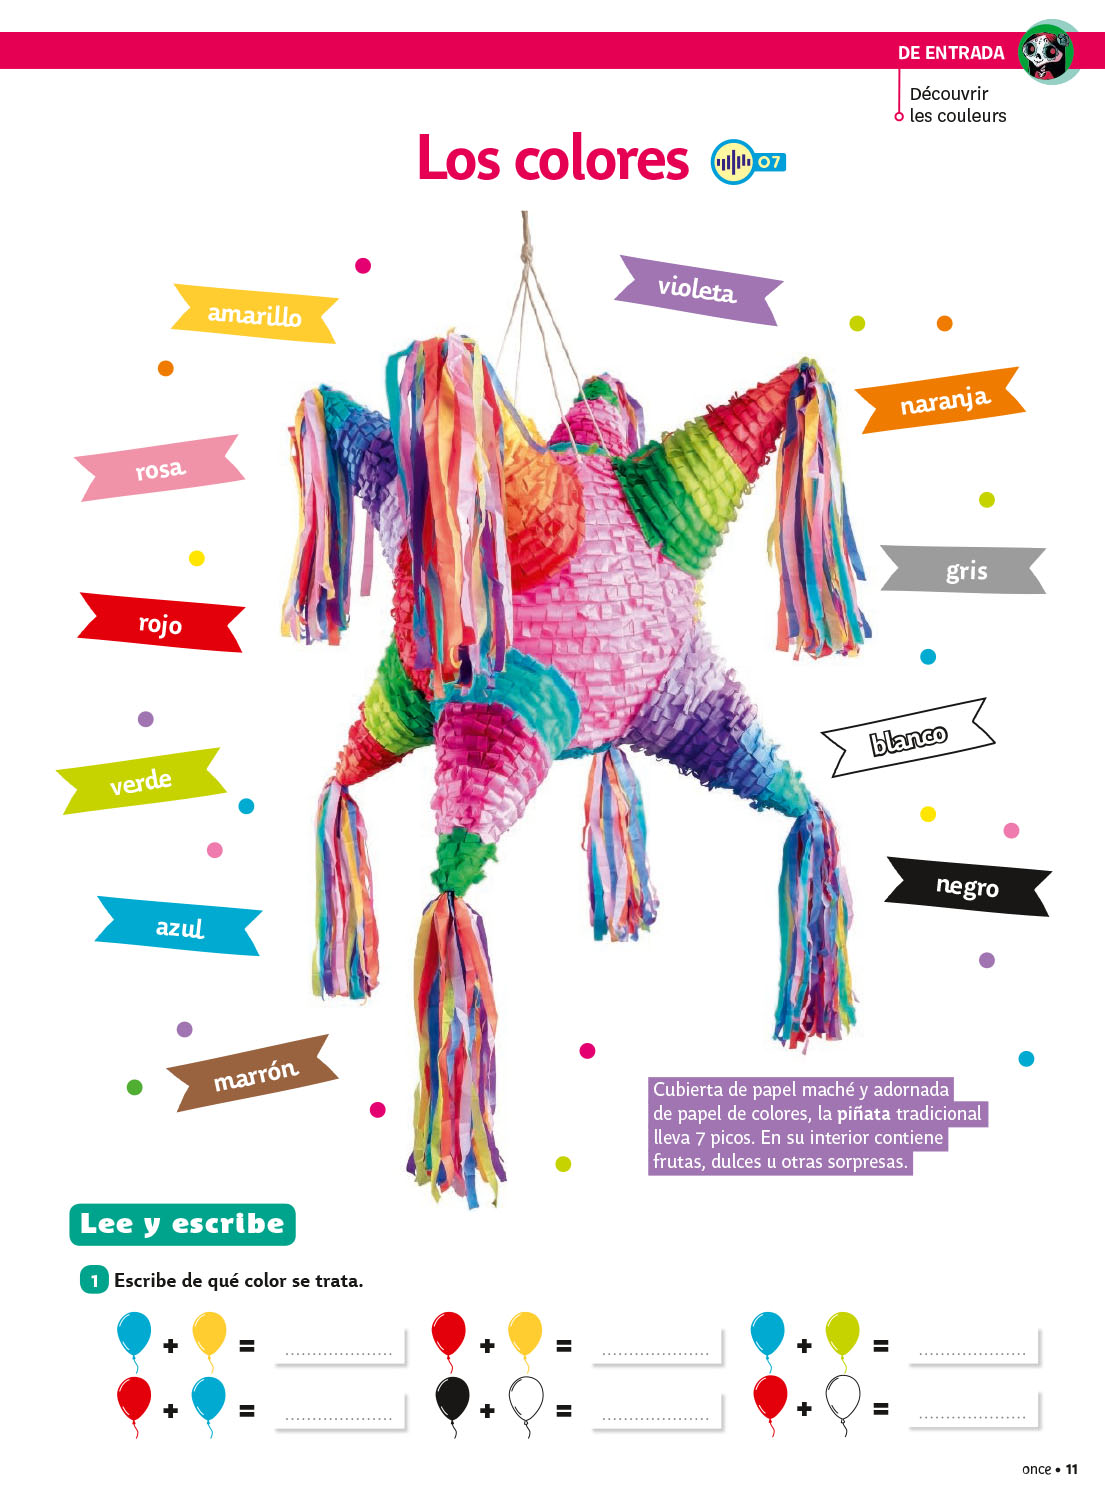 DE ENTRADA
Découvrir
les couleurs
Los colores
07
amarillo
violeta
naranja
rosa
gris
rojo
blanco
verde
negro
azul
marrón
Cubierta de papel maché y adornada
de papel de colores, la piñata tradicional
lleva 7 picos. En su interior contiene
frutas, dulces u otras sorpresas.
Lee y escribe
1 Escribe de qué color se trata.
+ = .....................
+ = .....................
+ = .....................
+ = .....................
+ = .....................
+ = .....................
once • 11